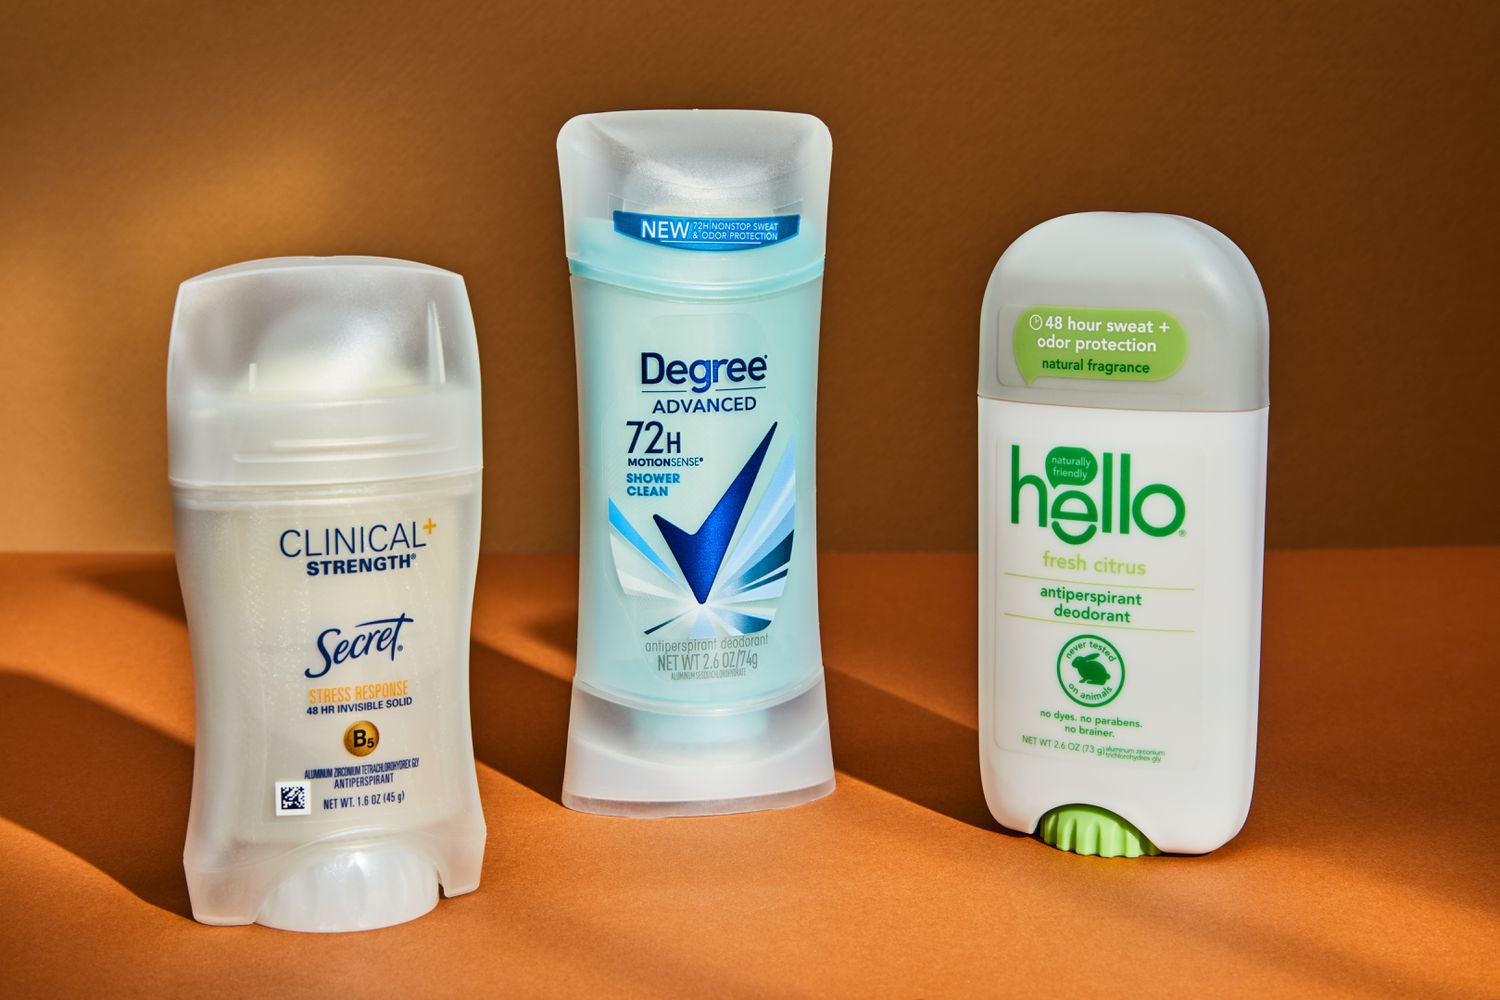 CLINICAL+
STRENGTH®
Secret®
STRESS RESPONSE
48 HR INVISIBLE SOLID
B5
ALUMINUM ZIRCONIUM TETRACHLOROHYDREX GLY
ANTIPERSPIRANT
NET WT. 1.6 OZ (45 g)
NEW 72H NONSTOP SWEAT
& ODOR PROTECTION
Degree®
ADVANCED
72H
MOTIONSENSE®
SHOWER
CLEAN
antiperspirant deodorant
NET WT 2.6 OZ/74g
ALUMINUM SESQUICHLOROHYDRATE
48 hour sweat +
odor protection
natural fragrance
naturally
friendly
hello®
fresh citrus
antiperspirant
deodorant
never tested
on animals
no dyes. no parabens.
no brainer.
NET WT 2.6 OZ (73 g) aluminum zirconium
trichlorohydrex gly